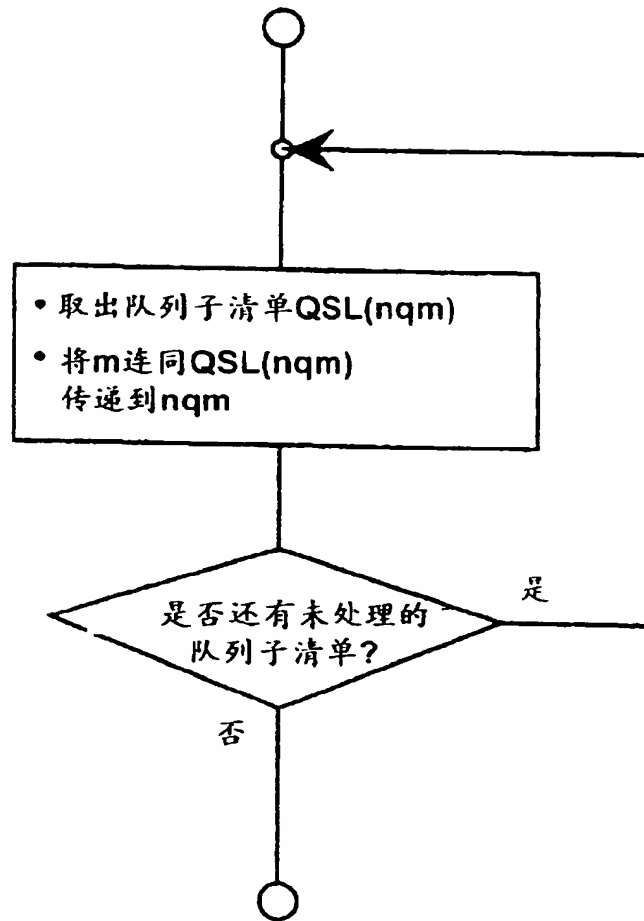 • 取出队列子清单QSL(nqm)
• 将m连同QSL(nqm)
传递到nqm
是否还有未处理的
队列子清单?
是
否